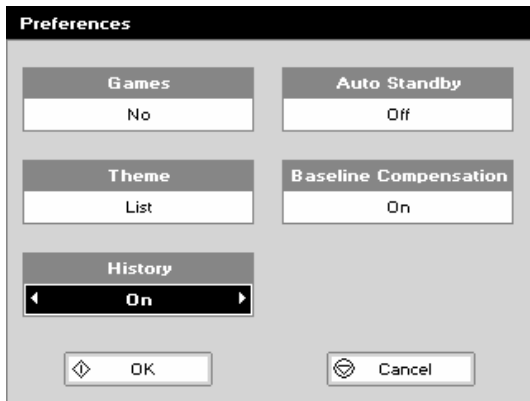 Preferences
Games
No
Auto Standby
Off
Theme
List
Baseline Compensation
On
History
On
OK
Cancel